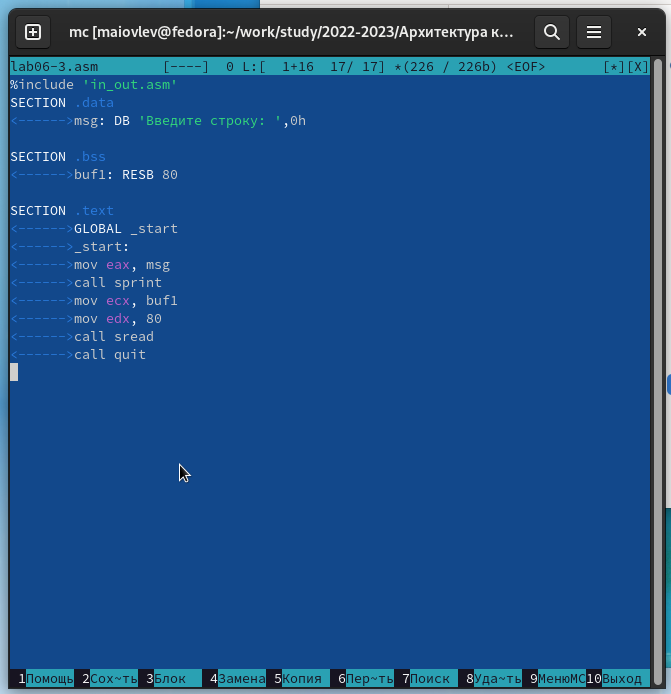 mc [maiovlev@fedora]:~/work/study/2022-2023/Архитектура к...
lab06-3.asm [----] 0 L:[ 1+16 17/ 17] *(226 / 226b) <EOF> [*][X]
%include 'in_out.asm'
SECTION .data
<------>msg: DB 'Введите строку: ',0h
SECTION .bss
<------>buf1: RESB 80
SECTION .text
<------>GLOBAL _start
<------>_start:
<------>mov eax, msg
<------>call sprint
<------>mov ecx, buf1
<------>mov edx, 80
<------>call sread
<------>call quit
1Помощь 2Сох~ть 3Блок 4Замена 5Копия 6Пер~ть 7Поиск 8Уда~ть 9МенюMC 10Выход